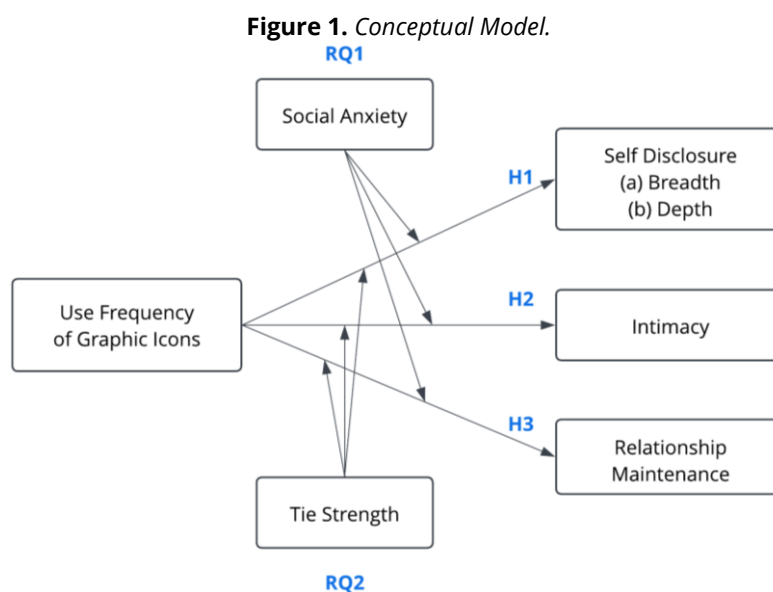 Figure 1. Conceptual Model.
RQ1
Social Anxiety
H1
Self Disclosure
(a) Breadth
(b) Depth
Use Frequency
of Graphic Icons
H2
Intimacy
H3
Relationship
Maintenance
Tie Strength
RQ2